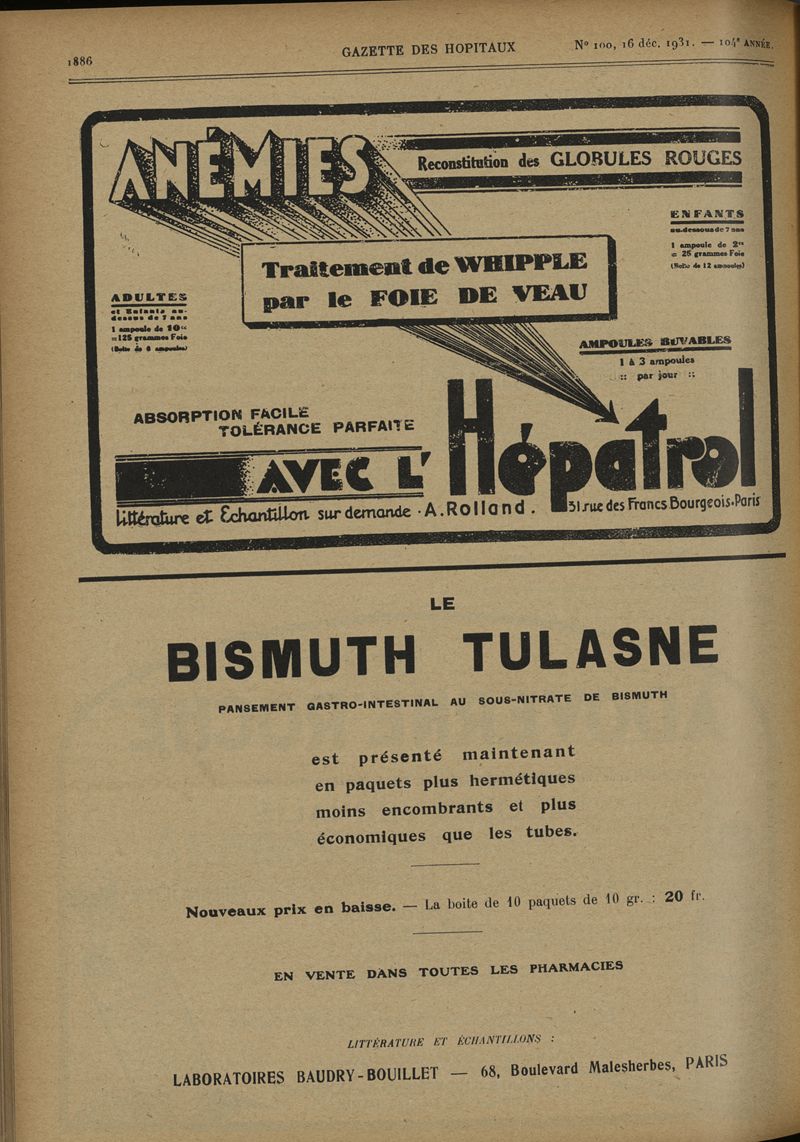 1886
GAZETTE DES HOPITAUX
Nº 100, 16 déc. 1931. — 104e ANNÉE.
ANÉMIES
Reconstitution des GLOBULES ROUGES
Traitement de WHIPPLE
par le FOIE DE VEAU
ENFANTS
au-dessous de 7 ans
1 ampoule de 2cc
= 25 grammes Foie
(Boîte de 12 ampoules)
ADULTES
et Enfants au-
dessus de 7 ans
1 ampoule de 10cc
=125 grammes Foie
(Boîte de 6 ampoules)
AMPOULES BUVABLES
1 à 3 ampoules
:: par jour ::
ABSORPTION FACILE
TOLÉRANCE PARFAITE
AVEC L'Hépatrol
Littérature et Echantillon sur demande · A. Rolland . 31 rue des Francs Bourgeois.Paris
LE
BISMUTH TULASNE
PANSEMENT GASTRO-INTESTINAL AU SOUS-NITRATE DE BISMUTH
est présenté maintenant
en paquets plus hermétiques
moins encombrants et plus
économiques que les tubes.
Nouveaux prix en baisse. — La boite de 10 paquets de 10 gr. : 20 fr.
EN VENTE DANS TOUTES LES PHARMACIES
LITTÉRATURE ET ÉCHANTILLONS :
LABORATOIRES BAUDRY-BOUILLET — 68, Boulevard Malesherbes, PARIS